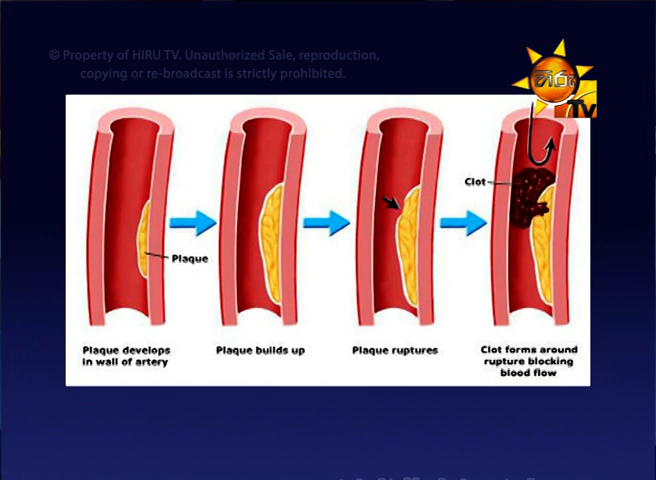 © Property of HIRU TV. Unauthorized Sale, reproduction,
copying or re-broadcast is strictly prohibited.
හිරු
Tv
Clot
Plaque
Plaque develops
in wall of artery
Plaque builds up
Plaque ruptures
Clot forms around
rupture blocking
blood flow